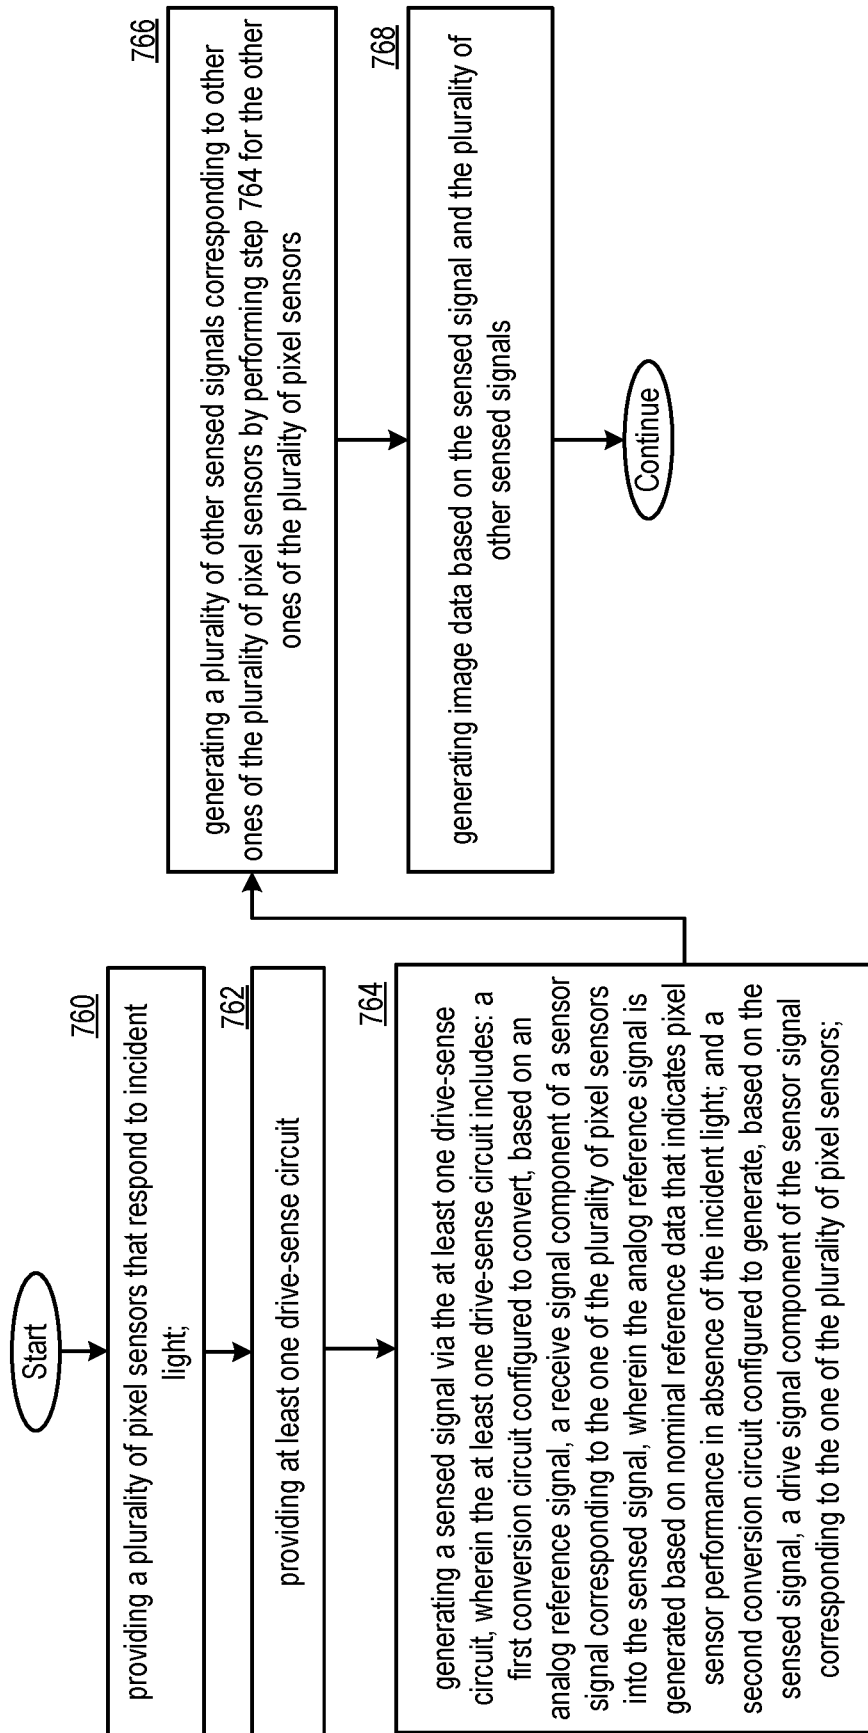 Start
760
providing a plurality of pixel sensors that respond to incident
light;
762
providing at least one drive-sense circuit
764
generating a sensed signal via the at least one drive-sense
circuit, wherein the at least one drive-sense circuit includes: a
first conversion circuit configured to convert, based on an
analog reference signal, a receive signal component of a sensor
signal corresponding to the one of the plurality of pixel sensors
into the sensed signal, wherein the analog reference signal is
generated based on nominal reference data that indicates pixel
sensor performance in absence of the incident light; and a
second conversion circuit configured to generate, based on the
sensed signal, a drive signal component of the sensor signal
corresponding to the one of the plurality of pixel sensors;
766
generating a plurality of other sensed signals corresponding to other
ones of the plurality of pixel sensors by performing step 764 for the other
ones of the plurality of pixel sensors
768
generating image data based on the sensed signal and the plurality of
other sensed signals
Continue